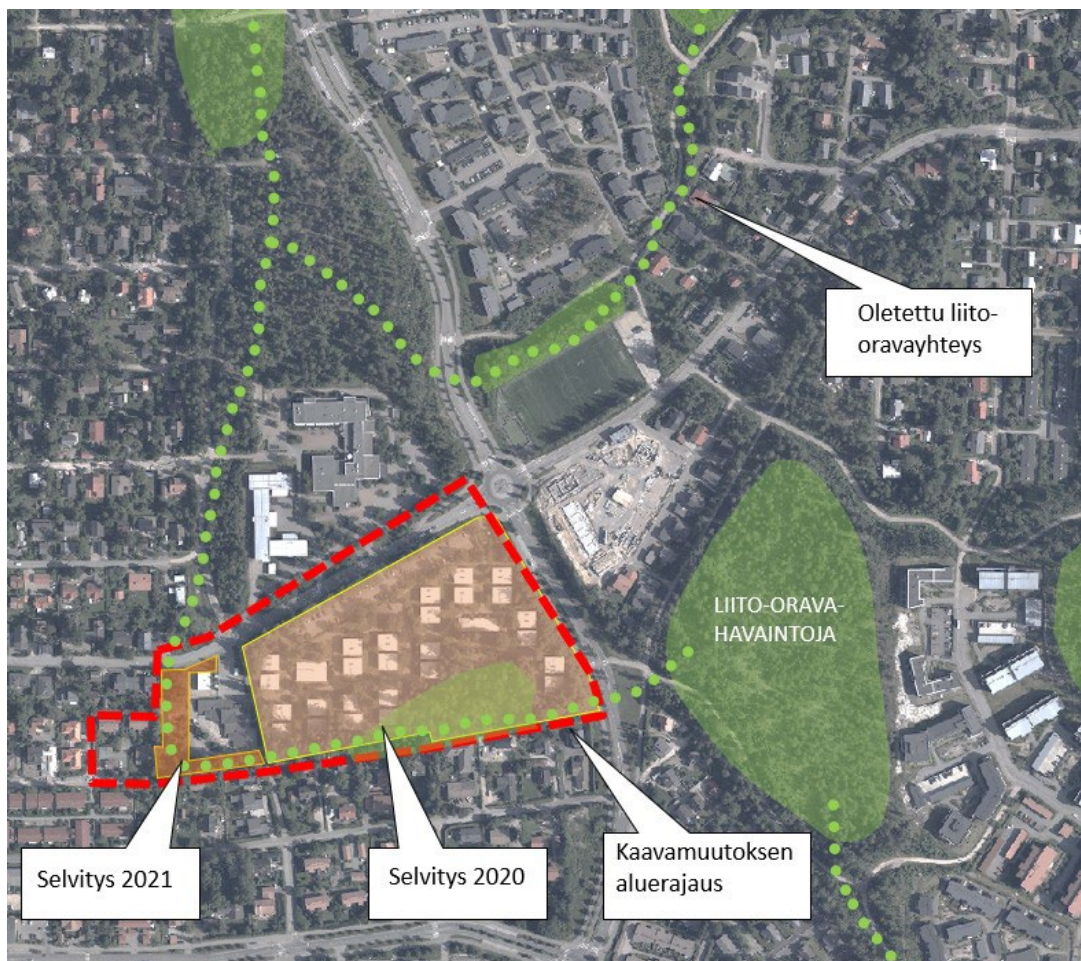 Oletettu liito-
oravayhteys
LIITO-ORAVA-
HAVAINTOJA
Selvitys 2021
Selvitys 2020
Kaavamuutoksen
aluerajaus